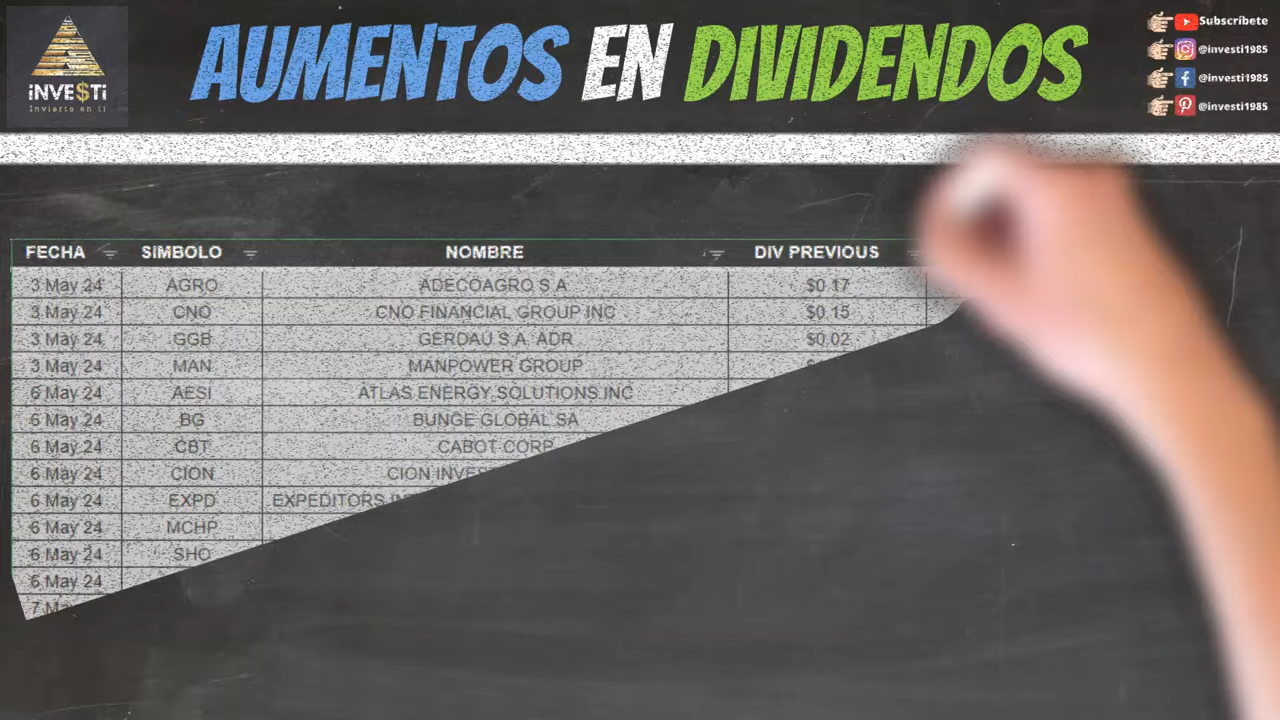 iNVE$Ti
Invierte en ti
AUMENTOS EN DIVIDENDOS
Subscríbete
@investi1985
@investi1985
@investi1985
FECHA SIMBOLO NOMBRE DIV PREVIOUS
3 May 24 AGRO ADECOAGRO S A $0 17
3 May 24 CNO CNO FINANCIAL GROUP INC $0 15
3 May 24 GGB GERDAU S.A. ADR $0.02
3 May 24 MAN MANPOWER GROUP
6 May 24 AESI ATLAS ENERGY SOLUTIONS INC
6 May 24 BG BUNGE GLOBAL SA
6 May 24 CBT CABOT CORP
6 May 24 CION CION
6 May 24 EXPD EXPEDITORS
6 May 24 MCHP
6 May 24 SHO
6 May 24
7